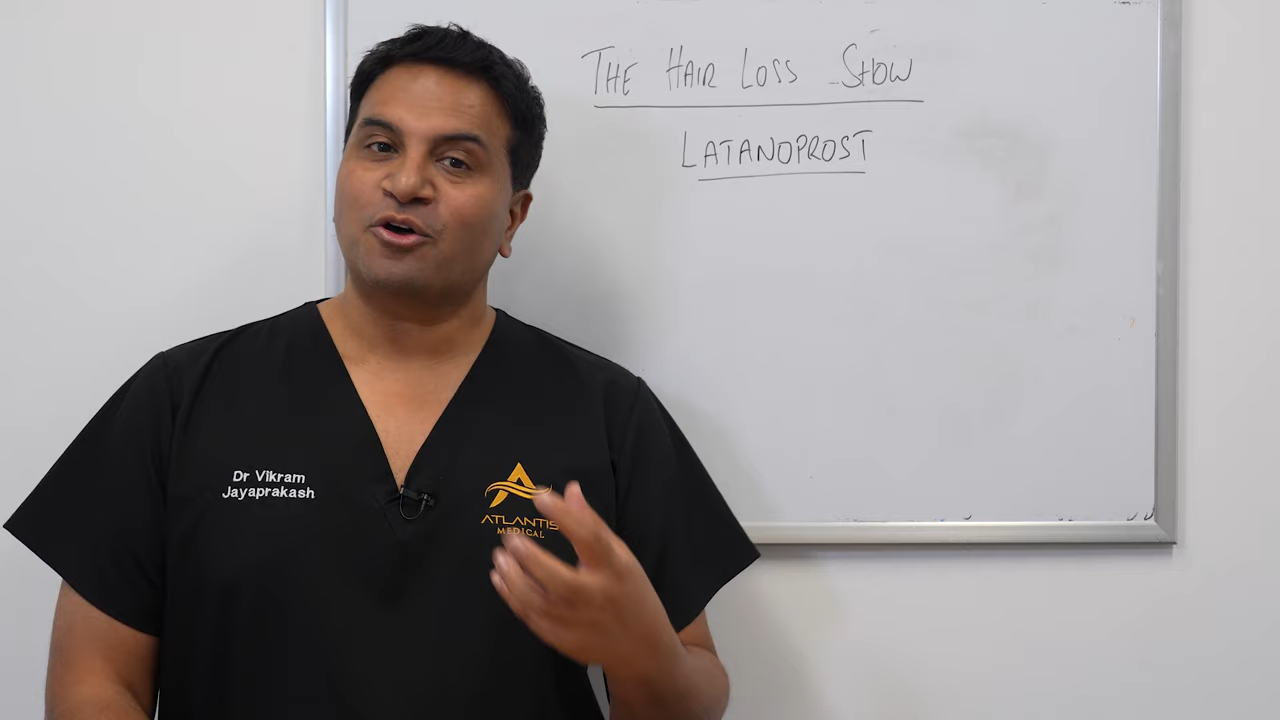 THE HAIR LOSS SHOW
LATANOPROST
Dr Vikram
Jayaprakash
ATLANTIS
MEDICAL